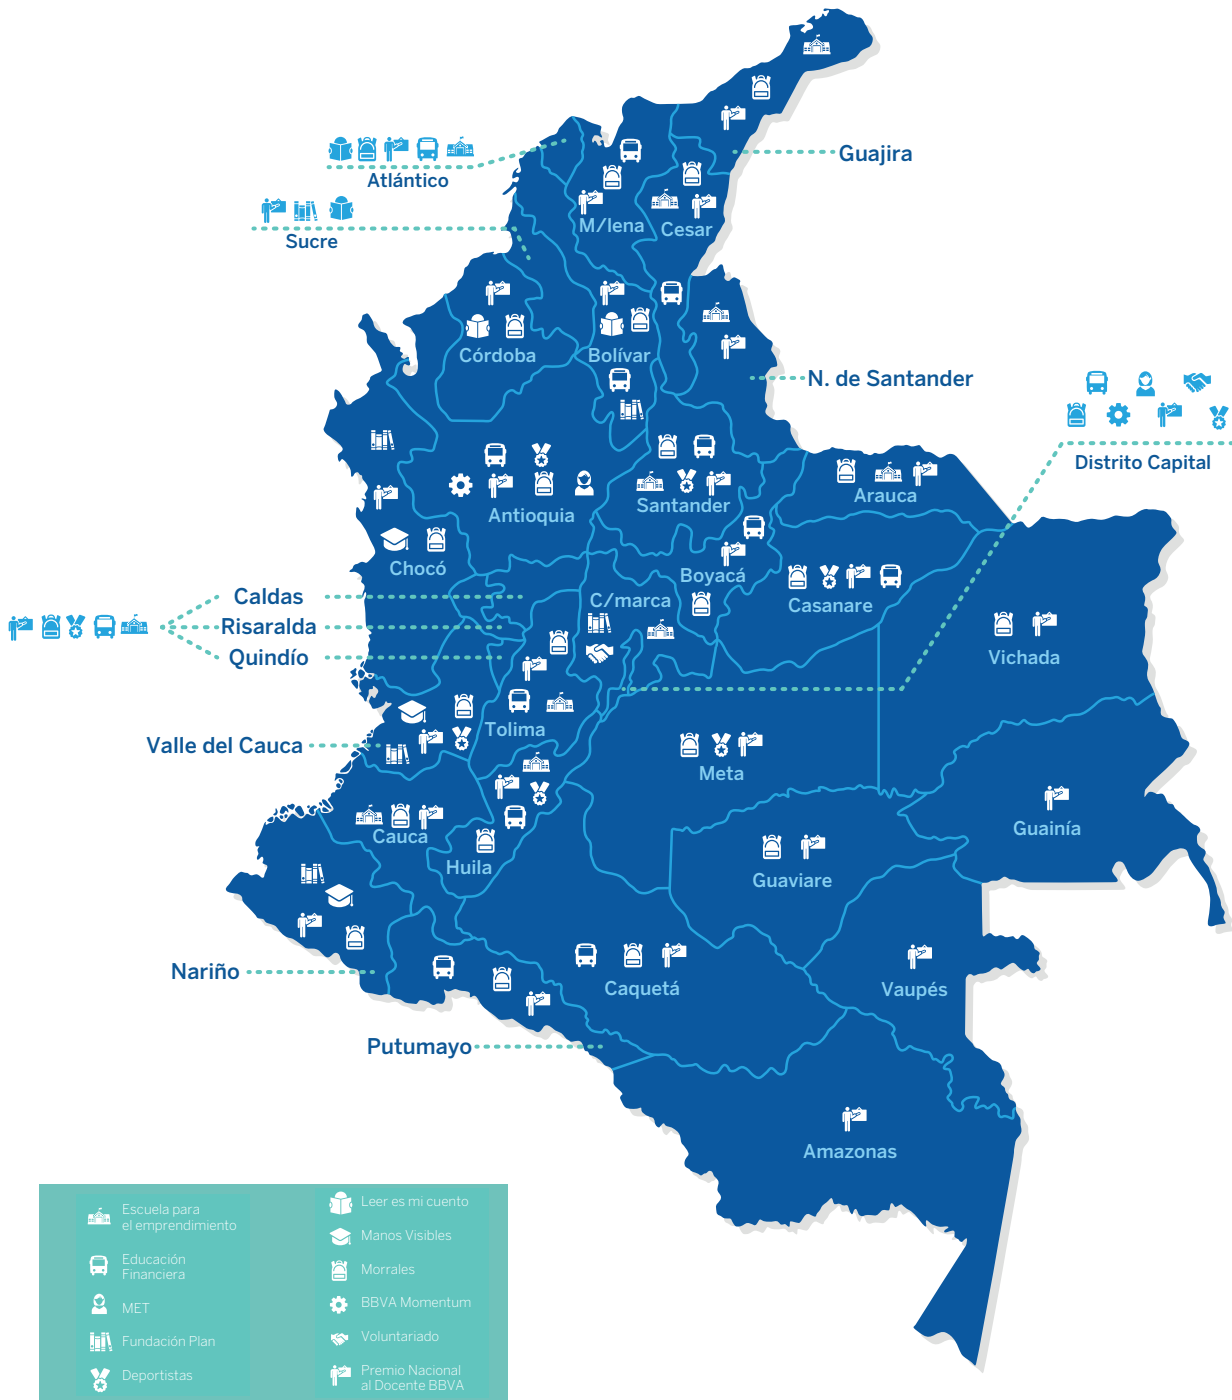 Guajira
Atlántico
Sucre
M/lena
Cesar
Córdoba
Bolívar
N. de Santander
Distrito Capital
Antioquia
Santander
Arauca
Chocó
Boyacá
Casanare
Caldas
C/marca
Risaralda
Quindío
Vichada
Tolima
Valle del Cauca
Meta
Cauca
Guainía
Huila
Guaviare
Nariño
Caquetá
Vaupés
Putumayo
Amazonas
Escuela para
el emprendimiento
Educación
Financiera
MET
Fundación Plan
Deportistas
Leer es mi cuento
Manos Visibles
Morrales
BBVA Momentum
Voluntariado
Premio Nacional
al Docente BBVA